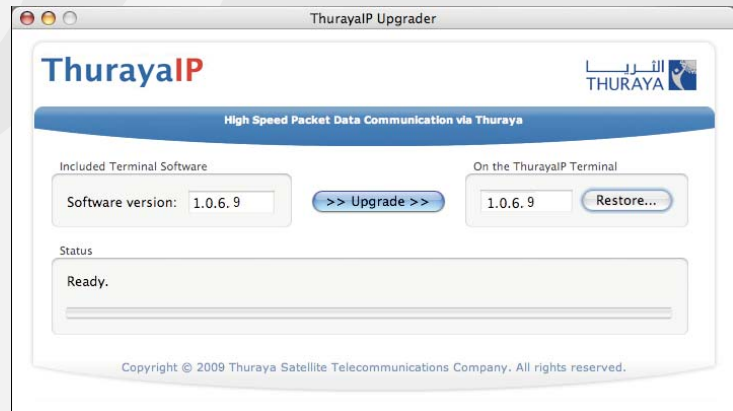 ThurayaIP Upgrader
ThurayaIP
الثريا
THURAYA
High Speed Packet Data Communication via Thuraya
Included Terminal Software
On the ThurayaIP Terminal
Software version: 1.0.6. 9
>> Upgrade >>
1.0.6. 9
Restore...
Status
Ready.
Copyright © 2009 Thuraya Satellite Telecommunications Company. All rights reserved.